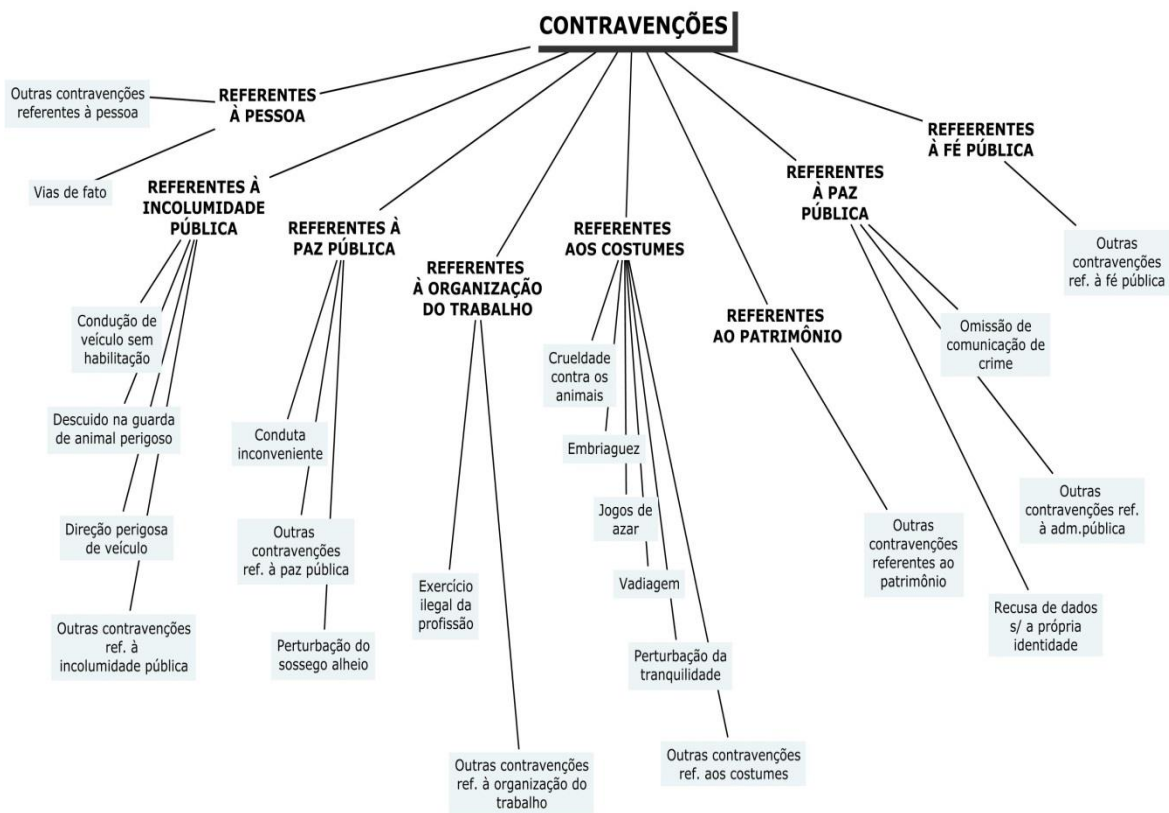 CONTRAVENÇÕES
REFERENTES
À PESSOA
Outras contravenções
referentes à pessoa
Vias de fato
REFERENTES À
INCOLUMIDADE
PÚBLICA
Condução de
veículo sem
habilitação
Descuido na guarda
de animal perigoso
Direção perigosa
de veículo
Outras contravenções
ref. à
incolumidade pública
REFERENTES À
PAZ PÚBLICA
Conduta
inconveniente
Outras
contravenções
ref. à paz pública
Perturbação do
sossego alheio
REFERENTES
À ORGANIZAÇÃO
DO TRABALHO
Exercício
ilegal da
profissão
Outras contravenções
ref. à organização do
trabalho
REFERENTES
AOS COSTUMES
Crueldade
contra os
animais
Embriaguez
Jogos de
azar
Vadiagem
Perturbação da
tranquilidade
Outras contravenções
ref. aos costumes
REFERENTES
AO PATRIMÔNIO
Outras
contravenções
referentes ao
patrimônio
REFERENTES
À PAZ
PÚBLICA
Omissão de
comunicação de
crime
Outras
contravenções ref.
à adm.pública
Recusa de dados
s/ a própria
identidade
REFEERENTES
À FÉ PÚBLICA
Outras
contravenções
ref. à fé pública